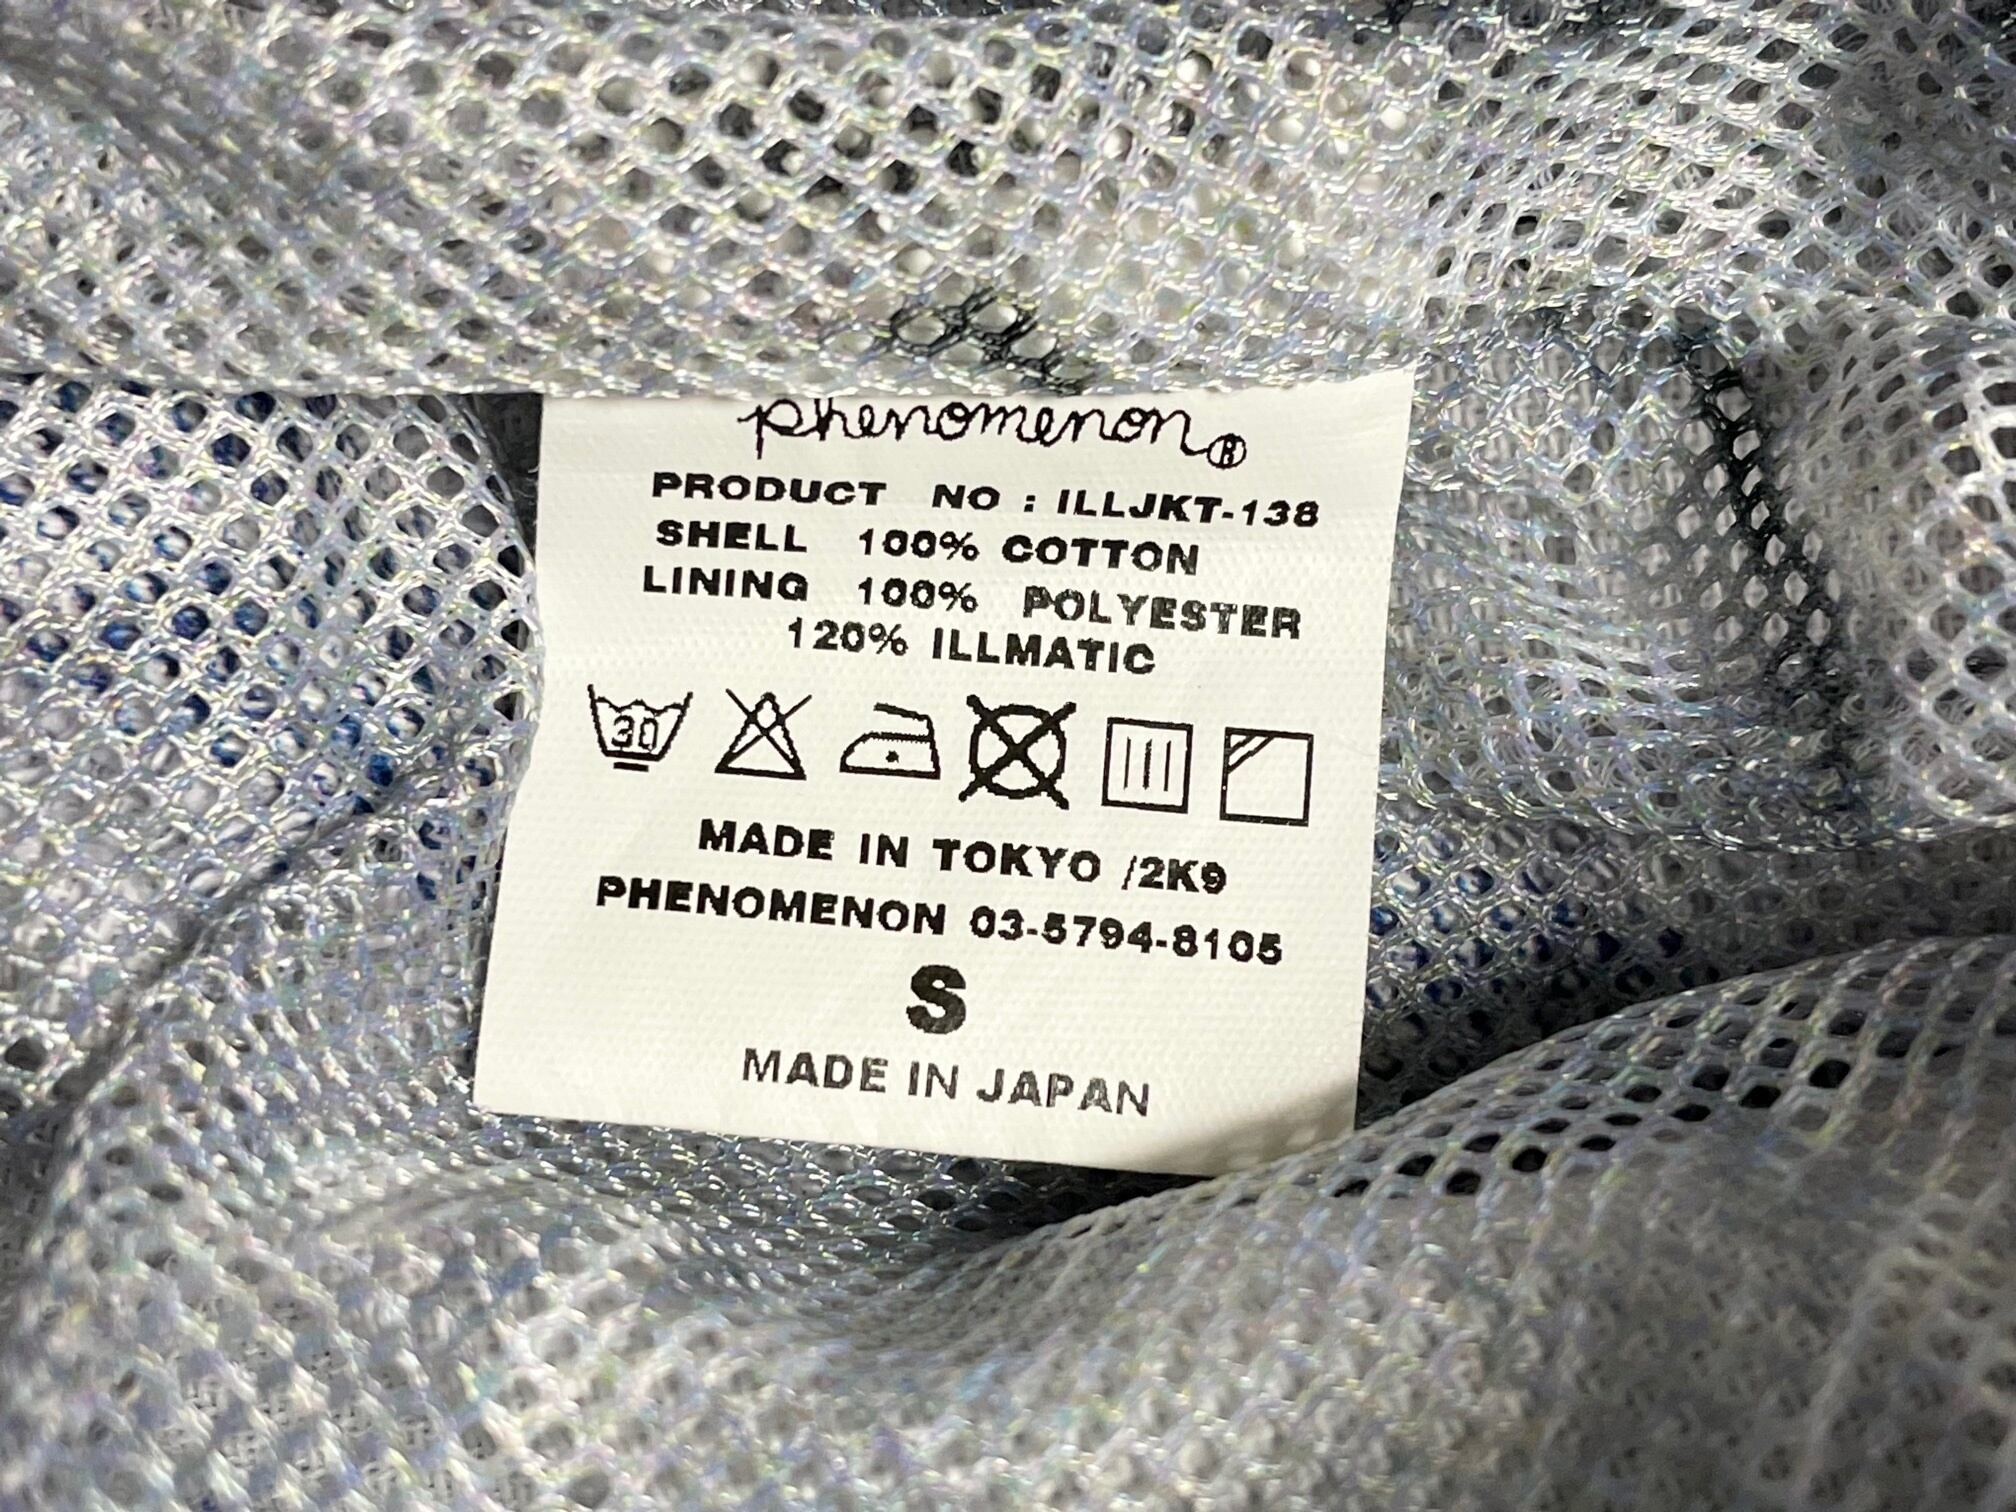 phenomenon®
PRODUCT NO : ILLJKT-138
SHELL 100% COTTON
LINING 100% POLYESTER
120% ILLMATIC
30
MADE IN TOKYO /2K9
PHENOMENON 03-5794-8105
S
MADE IN JAPAN